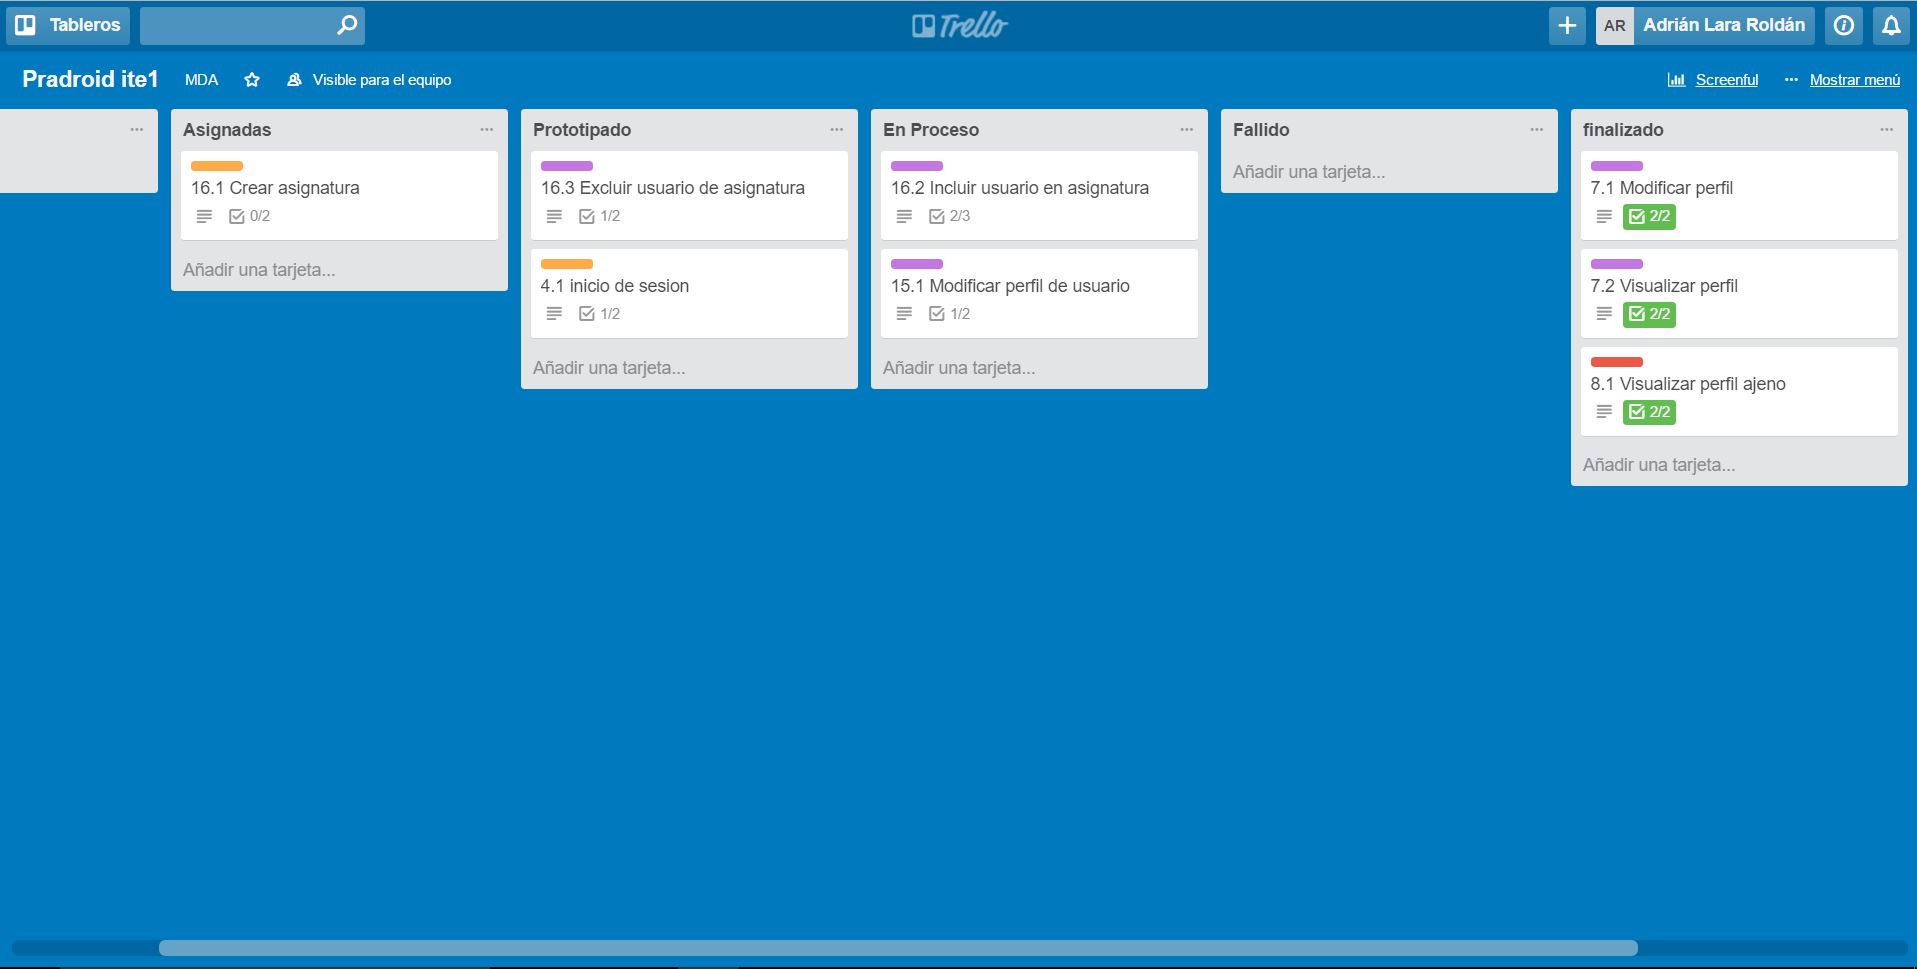 Tableros
Trello
AR Adrián Lara Roldán
Pradroid ite1 MDA Visible para el equipo
Screenful ... Mostrar menú
Asignadas
16.1 Crear asignatura
0/2
Añadir una tarjeta...
Prototipado
16.3 Excluir usuario de asignatura
1/2
4.1 inicio de sesion
1/2
Añadir una tarjeta...
En Proceso
16.2 Incluir usuario en asignatura
2/3
15.1 Modificar perfil de usuario
1/2
Añadir una tarjeta...
Fallido
Añadir una tarjeta...
finalizado
7.1 Modificar perfil
2/2
7.2 Visualizar perfil
2/2
8.1 Visualizar perfil ajeno
2/2
Añadir una tarjeta...